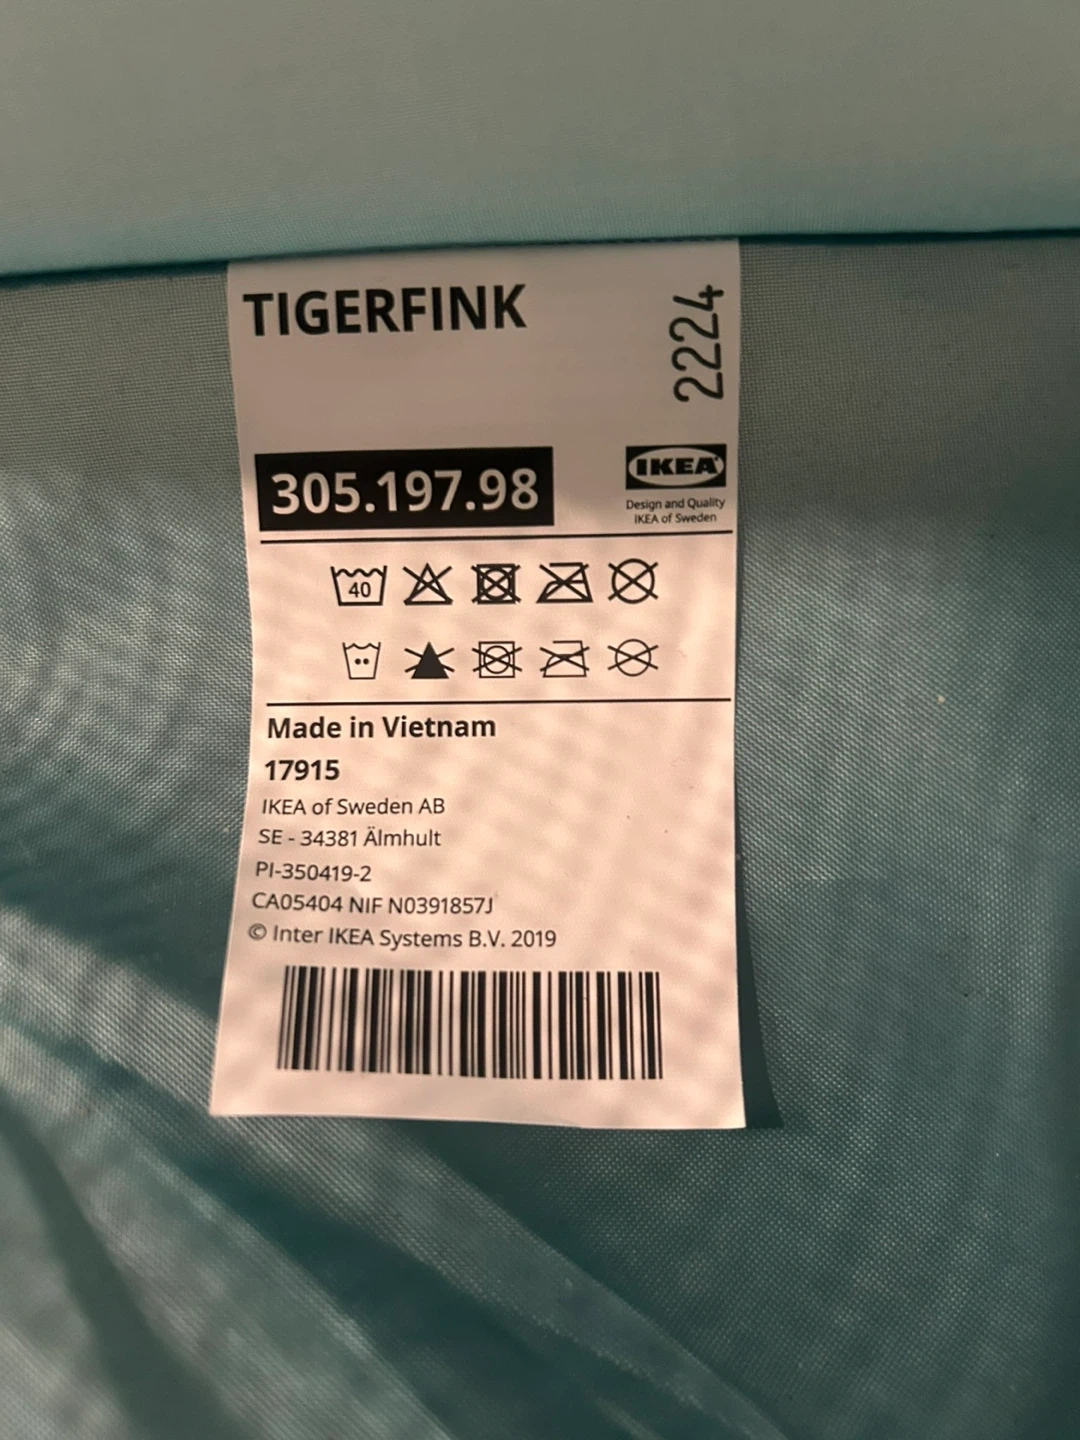 TIGERFINK
2224
305.197.98
IKEA
Design and Quality
IKEA of Sweden
40
Made in Vietnam
17915
IKEA of Sweden AB
SE - 34381 Älmhult
PI-350419-2
CA05404 NIF N0391857J
© Inter IKEA Systems B.V. 2019